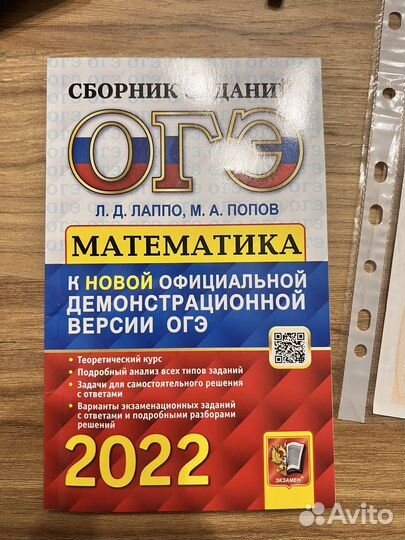 СБОРНИК ЗАДАНИЙ
ОГЭ
Л. Д. ЛАППО, М. А. ПОПОВ
МАТЕМАТИКА
К НОВОЙ ОФИЦИАЛЬНОЙ
ДЕМОНСТРАЦИОННОЙ
ВЕРСИИ ОГЭ
• Теоретический курс
• Подробный анализ всех типов заданий
• Задачи для самостоятельного решения
с ответами
• Варианты экзаменационных заданий
с ответами и подробными разборами
решений
2022
ЭКЗАМЕН
Avito